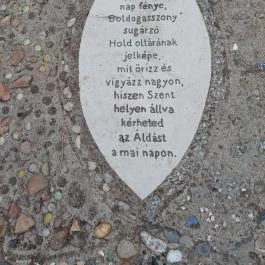 nap fénye,
Boldogasszony
sugárzó
Hold oltárának
jelképe,
mit őrizz és
vigyázz nagyon,
hiszen Szent
helyen állva
kérheted
az Áldást
a mai napon.